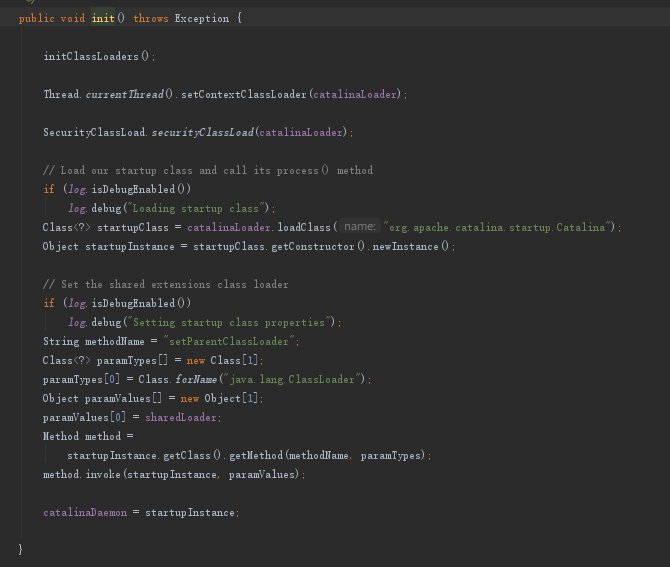 */
public void init() throws Exception {
initClassLoaders();
Thread.currentThread().setContextClassLoader(catalinaLoader);
SecurityClassLoad.securityClassLoad(catalinaLoader);
// Load our startup class and call its process() method
if (log.isDebugEnabled())
log.debug("Loading startup class");
Class<?> startupClass = catalinaLoader.loadClass( name: "org.apache.catalina.startup.Catalina");
Object startupInstance = startupClass.getConstructor().newInstance();
// Set the shared extensions class loader
if (log.isDebugEnabled())
log.debug("Setting startup class properties");
String methodName = "setParentClassLoader";
Class<?> paramTypes[] = new Class[1];
paramTypes[0] = Class.forName("java.lang.ClassLoader");
Object paramValues[] = new Object[1];
paramValues[0] = sharedLoader;
Method method =
startupInstance.getClass().getMethod(methodName, paramTypes);
method.invoke(startupInstance, paramValues);
catalinaDaemon = startupInstance;
}